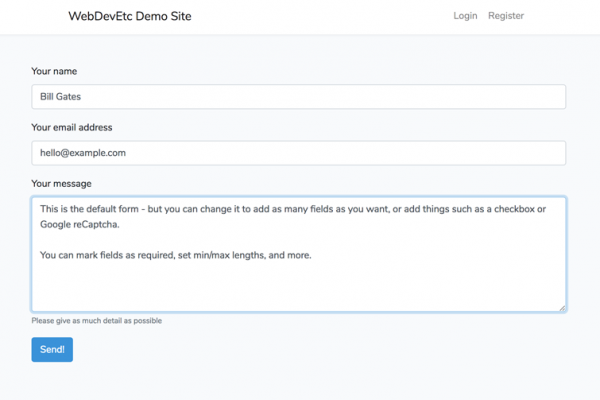 WebDevEtc Demo Site
Login Register
Your name
Bill Gates
Your email address
hello@example.com
Your message
This is the default form - but you can change it to add as many fields as you want, or add things such as a checkbox or
Google reCaptcha.
You can mark fields as required, set min/max lengths, and more.
Please give as much detail as possible
Send!